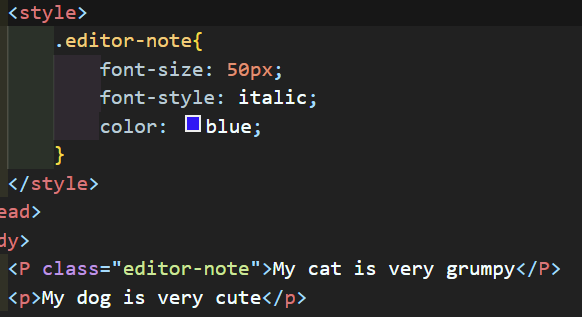 <style>
.editor-note{
font-size: 50px;
font-style: italic;
color: blue;
}
</style>
ead>
dy>
<P class="editor-note">My cat is very grumpy</P>
<p>My dog is very cute</p>